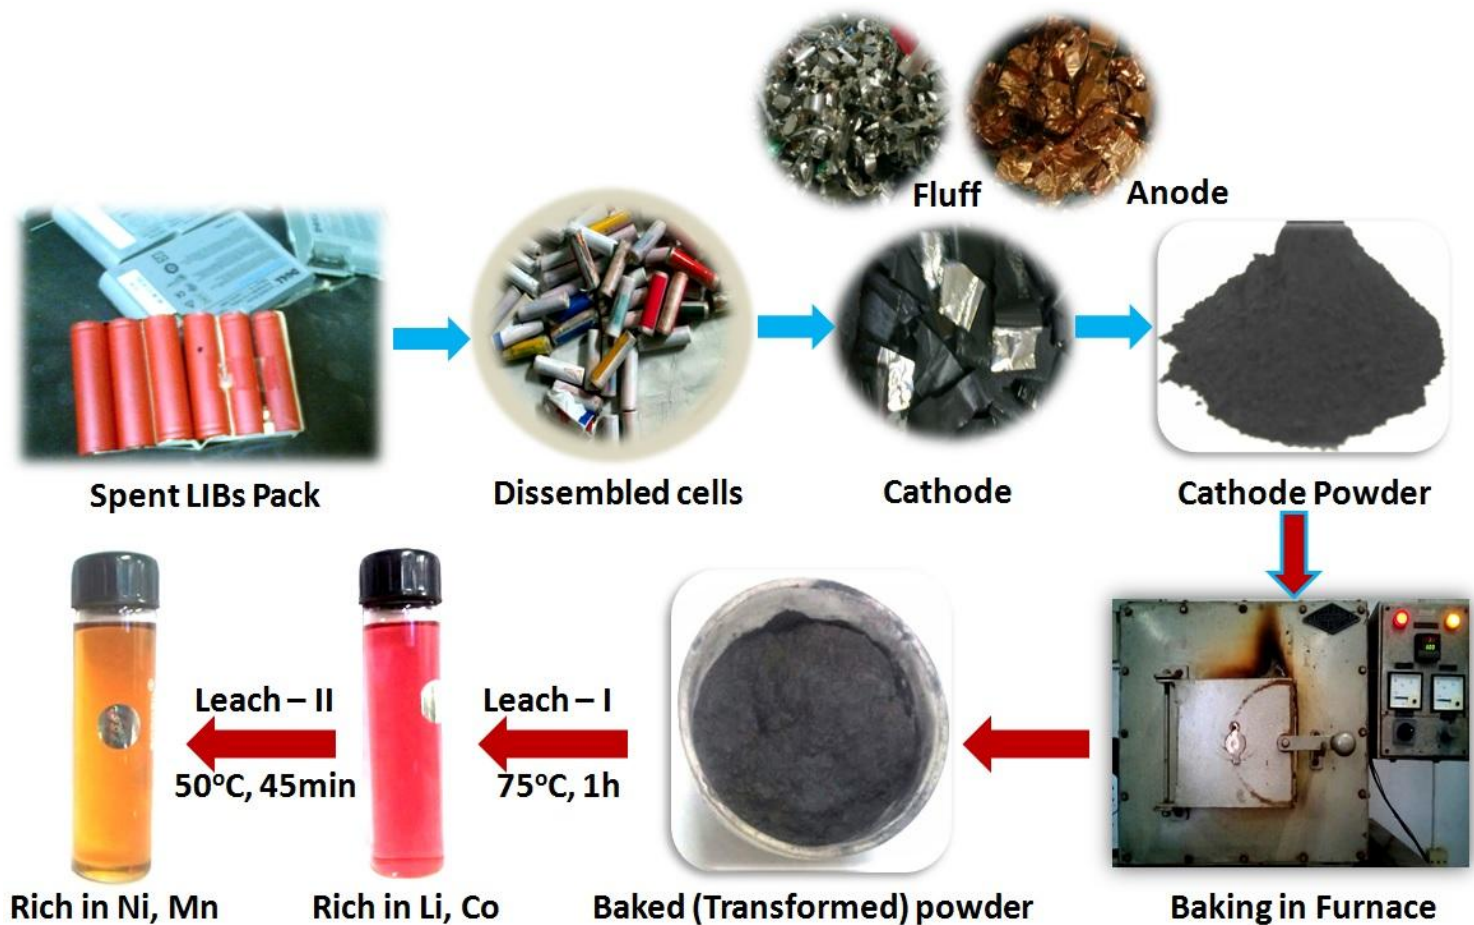 Fluff
Anode
Spent LIBs Pack
Dissembled cells
Cathode
Cathode Powder
Leach – II
50°C, 45min
Leach – I
75°C, 1h
Rich in Ni, Mn
Rich in Li, Co
Baked (Transformed) powder
Baking in Furnace